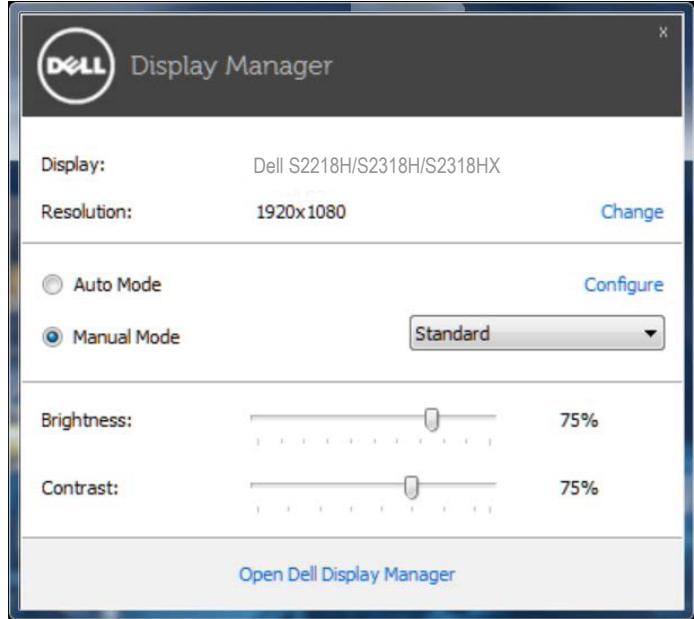 DELL Display Manager x
Display: Dell S2218H/S2318H/S2318HX
Resolution: 1920x1080 Change
Auto Mode Configure
Manual Mode Standard
Brightness: 75%
Contrast: 75%
Open Dell Display Manager